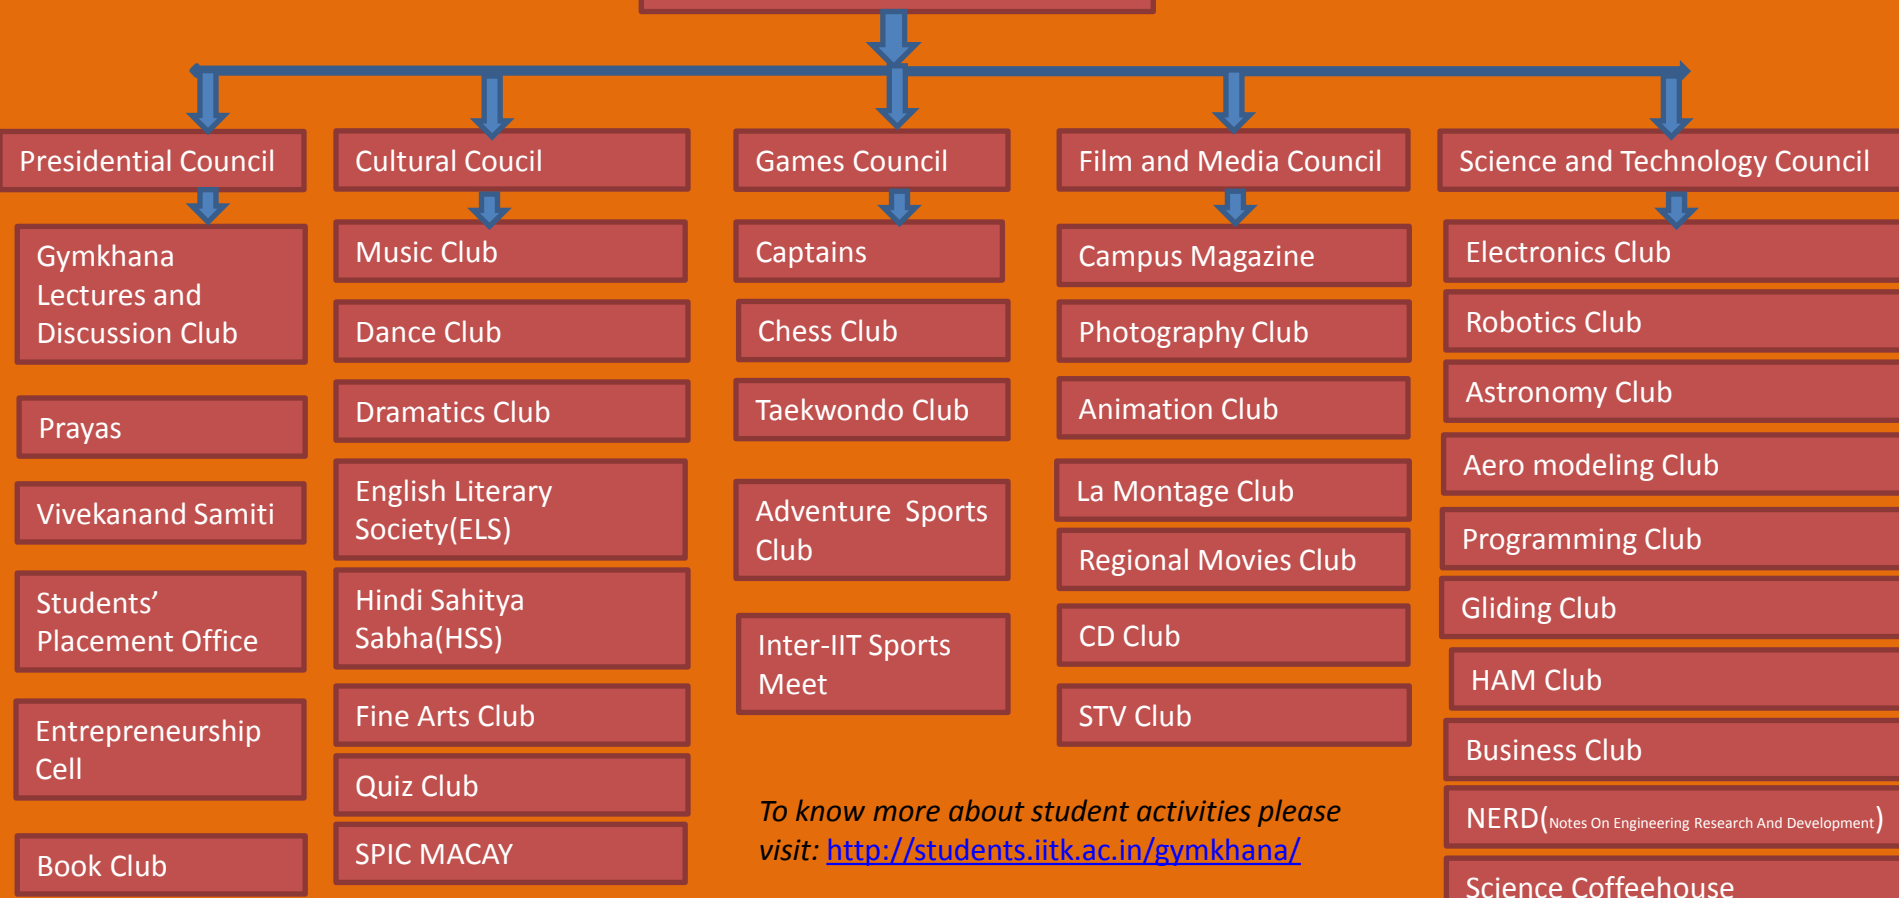 Presidential Council
Gymkhana
Lectures and
Discussion Club
Prayas
Vivekanand Samiti
Students’
Placement Office
Entrepreneurship
Cell
Book Club
Cultural Coucil
Music Club
Dance Club
Dramatics Club
English Literary
Society(ELS)
Hindi Sahitya
Sabha(HSS)
Fine Arts Club
Quiz Club
SPIC MACAY
Games Council
Captains
Chess Club
Taekwondo Club
Adventure Sports
Club
Inter-IIT Sports
Meet
Film and Media Council
Campus Magazine
Photography Club
Animation Club
La Montage Club
Regional Movies Club
CD Club
STV Club
Science and Technology Council
Electronics Club
Robotics Club
Astronomy Club
Aero modeling Club
Programming Club
Gliding Club
HAM Club
Business Club
NERD(Notes On Engineering Research And Development)
Science Coffeehouse
To know more about student activities please
visit: http://students.iitk.ac.in/gymkhana/